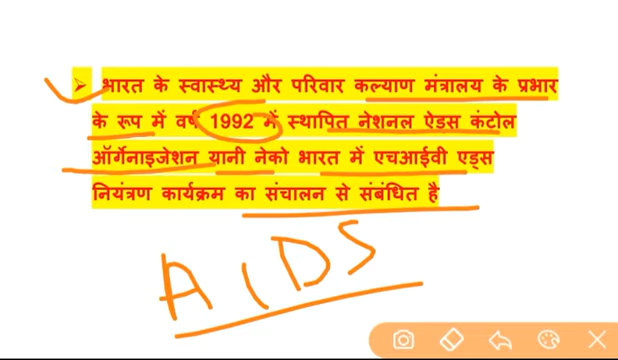 ➢ भारत के स्वास्थ्य और परिवार कल्याण मंत्रालय के प्रभार
के रूप में वर्ष 1992 में स्थापित नेशनल ऐडस कंटोल
ऑर्गेनाइजेशन यानी नेको भारत में एचआईवी एड्स
नियंत्रण कार्यक्रम का संचालन से संबंधित है
AIDS